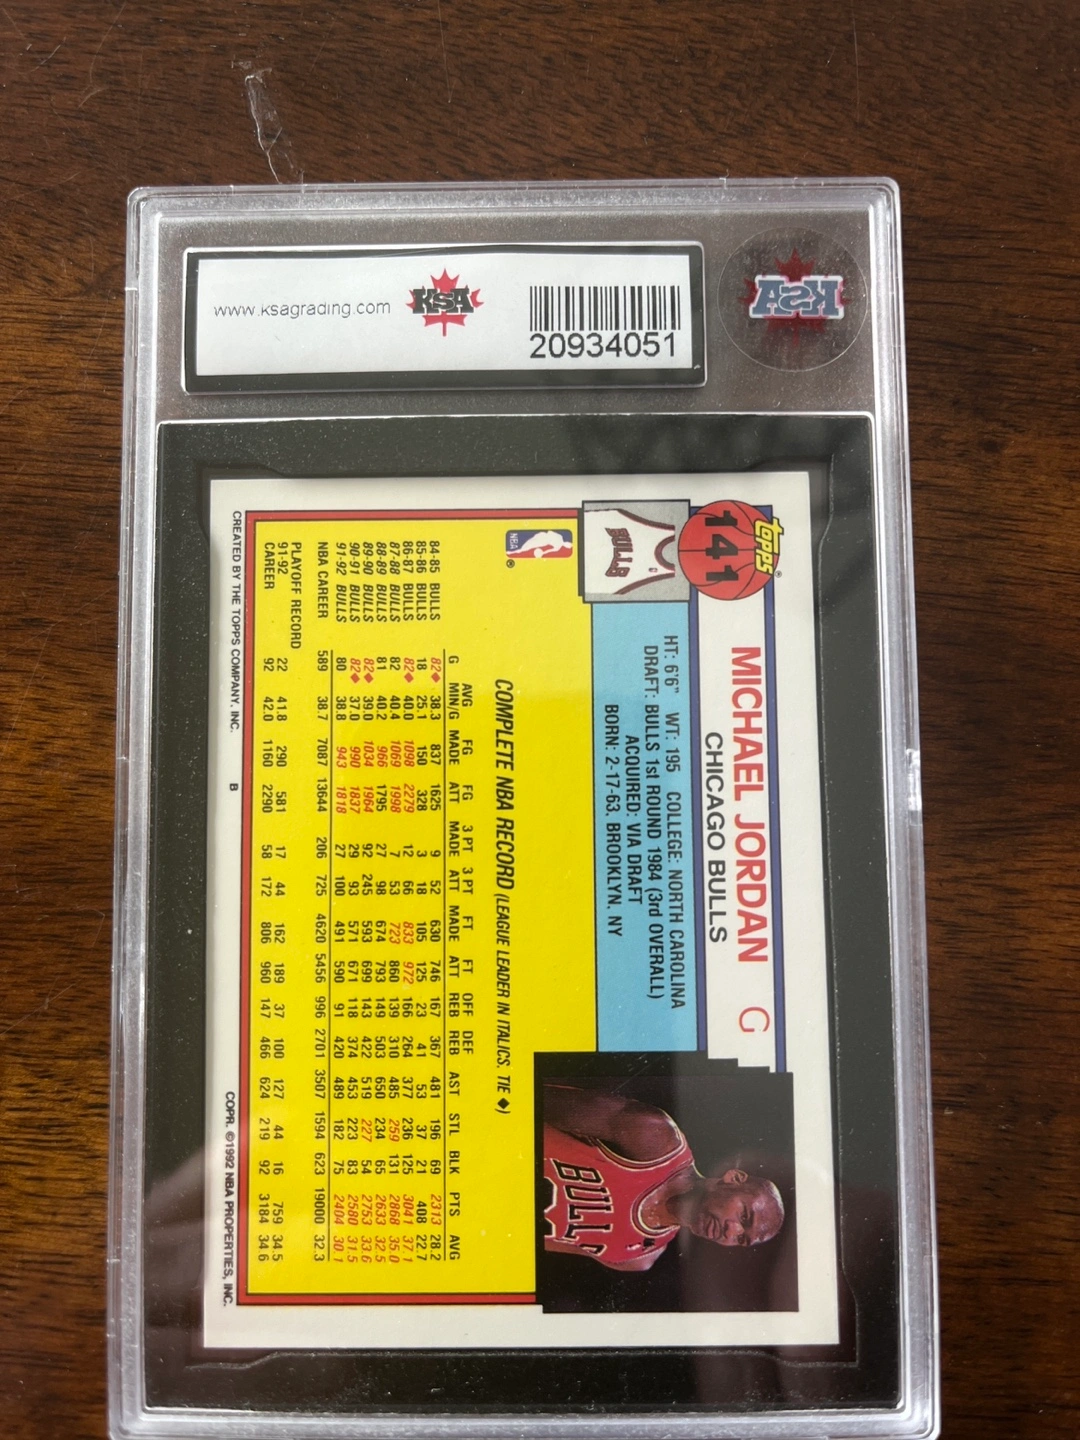 www.ksagrading.com
KSA
20934051
KSA
topps®
141
MICHAEL JORDAN G
CHICAGO BULLS
BULLS
HT: 6'6" WT: 195 COLLEGE: NORTH CAROLINA
DRAFT: BULLS 1st ROUND 1984 (3rd OVERALL)
ACQUIRED: VIA DRAFT
BORN: 2-17-63, BROOKLYN, NY
BULLS
NBA ®
COMPLETE NBA RECORD (LEAGUE LEADER IN ITALICS. TIE ◆)
AVG FG FG 3 PT 3 PT FT FT OFF DEF
G MIN/G MADE ATT MADE ATT MADE ATT REB REB AST STL BLK PTS AVG
84-85 BULLS 82◆ 38.3 837 1625 9 52 630 746 167 367 481 196 69 2313 28.2
85-86 BULLS 18 25.1 150 328 3 18 105 125 23 41 53 37 21 408 22.7
86-87 BULLS 82◆ 40.0 1098 2279 12 66 833 972 166 264 377 236 125 3041 37.1
87-88 BULLS 82 40.4 1069 1998 7 53 723 860 139 310 485 259 131 2868 35.0
88-89 BULLS 81 40.2 966 1795 27 98 674 793 149 503 650 234 65 2633 32.5
89-90 BULLS 82◆ 39.0 1034 1964 92 245 593 699 143 422 519 227 54 2753 33.6
90-91 BULLS 82◆ 37.0 990 1837 29 93 571 671 118 374 453 223 83 2580 31.5
91-92 BULLS 80 38.8 943 1818 27 100 491 590 91 420 489 182 75 2404 30.1
NBA CAREER 589 38.7 7087 13644 206 725 4620 5456 996 2701 3507 1594 623 19000 32.3
PLAYOFF RECORD
91-92 22 41.8 290 581 17 44 162 189 37 100 127 44 16 759 34.5
CAREER 92 42.0 1160 2290 58 172 806 960 147 466 624 219 92 3184 34.6
CREATED BY THE TOPPS COMPANY, INC. B COPR. ©1992 NBA PROPERTIES, INC.